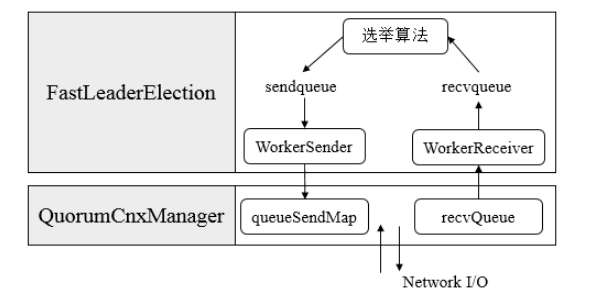 选举算法
FastLeaderElection
sendqueue
recvqueue
WorkerSender
WorkerReceiver
QuorumCnxManager
queueSendMap
recvQueue
Network I/O